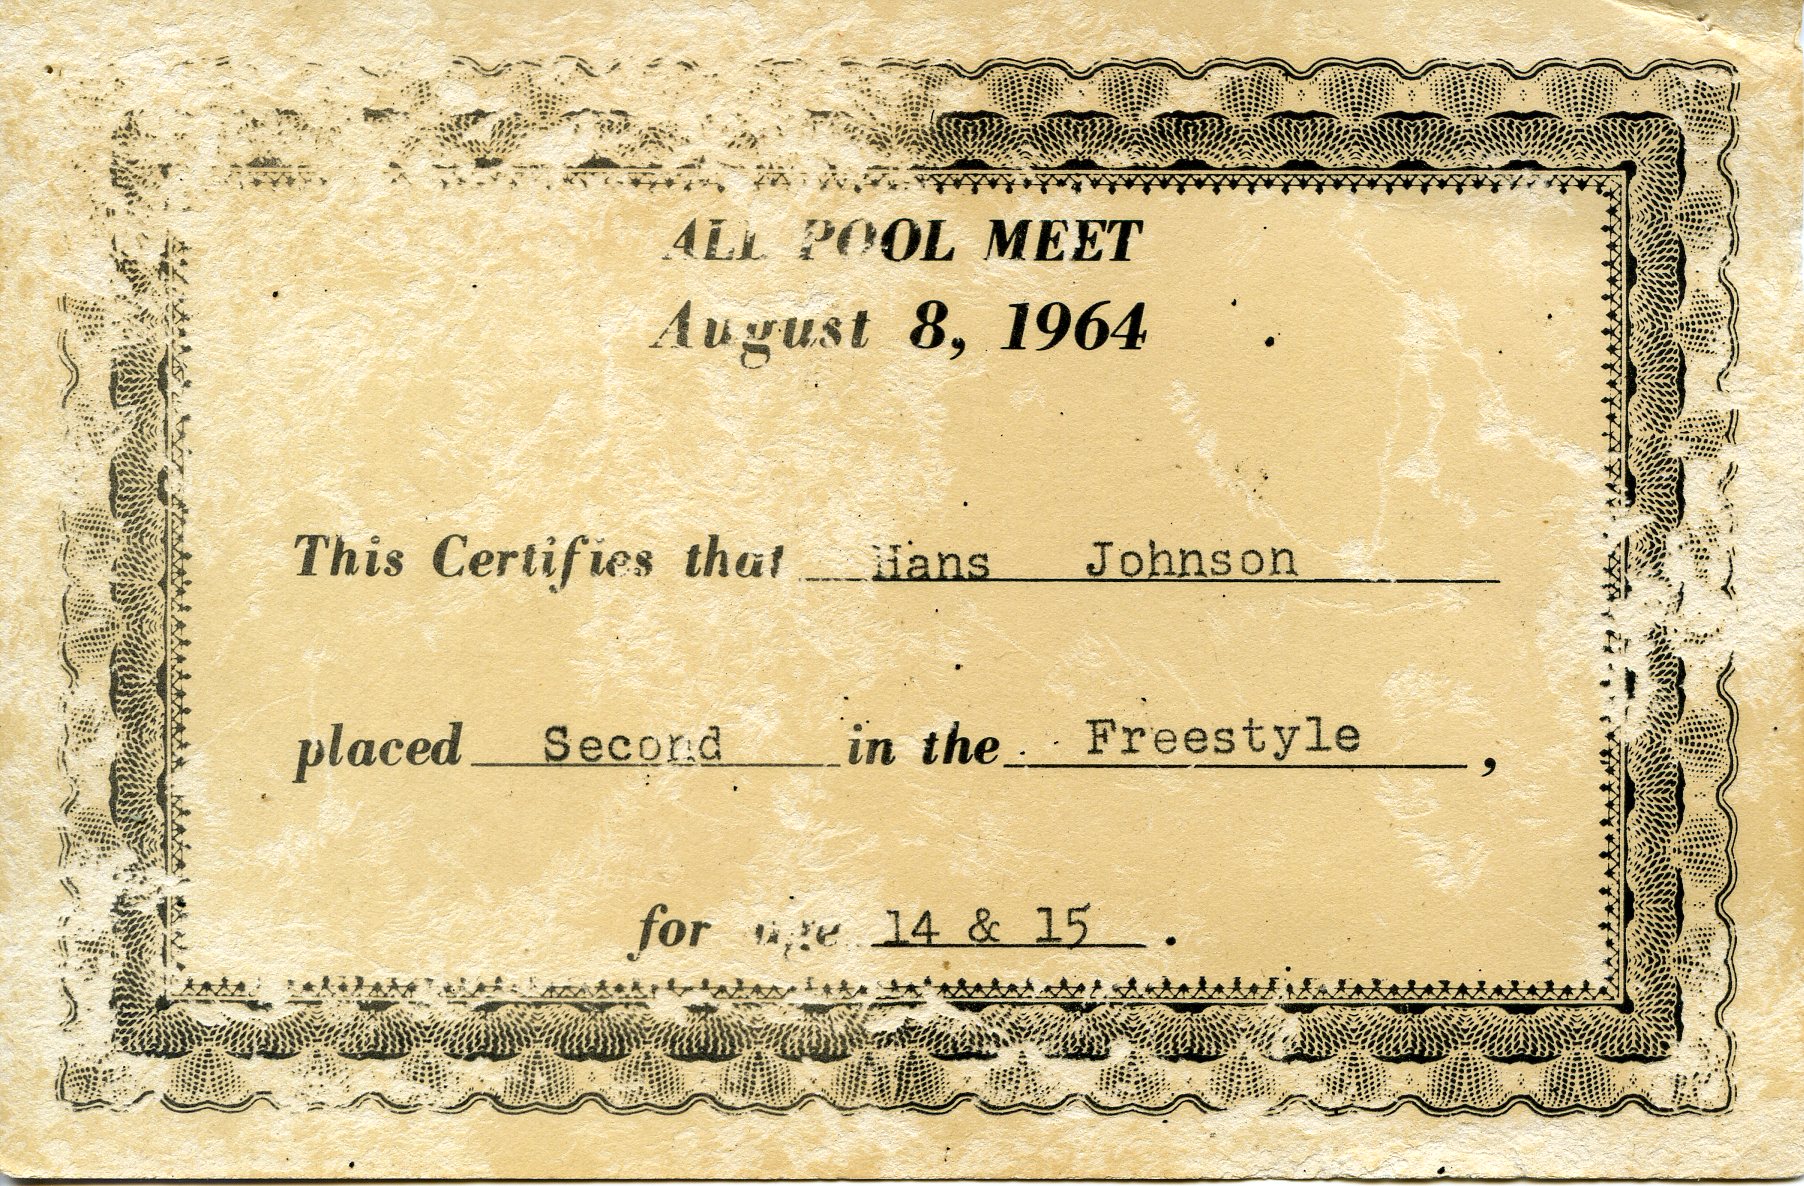 ALL POOL MEET
August 8, 1964
This Certifies that Hans Johnson
placed Second in the Freestyle,
for age 14 & 15.